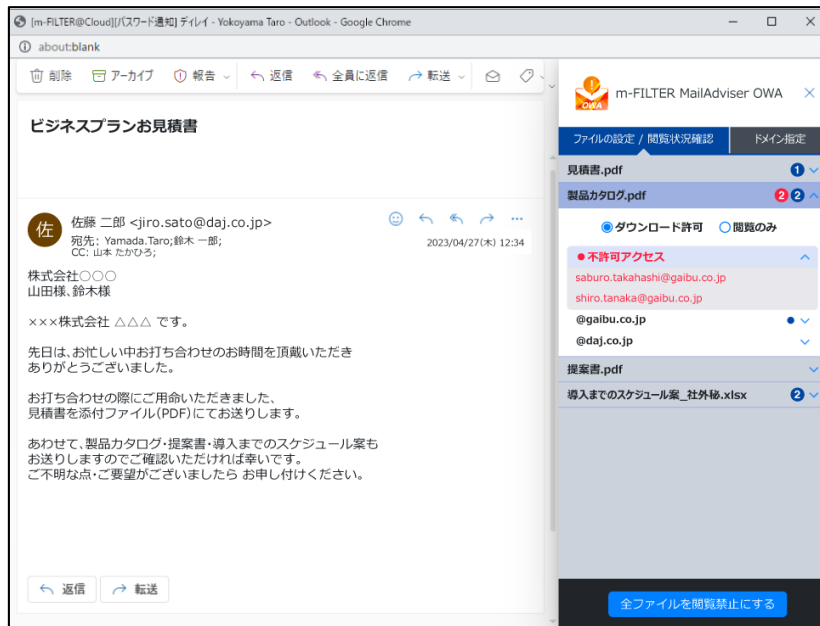 [m-FILTER@Cloud][パスワード通知] ディレイ - Yokoyama Taro - Outlook - Google Chrome
about:blank
削除 アーカイブ 報告 返信 全員に返信 転送
ビジネスプランお見積書
佐
佐藤 二郎 <jiro.sato@daj.co.jp>
宛先: Yamada.Taro;鈴木 一郎;
CC: 山本 たかひろ;
2023/04/27(木) 12:34
株式会社○○○
山田様、鈴木様
×××株式会社 △△△ です。
先日は、お忙しい中お打ち合わせのお時間を頂戴いただき
ありがとうございました。
お打ち合わせの際にご用命いただきました、
見積書を添付ファイル(PDF)にてお送りします。
あわせて、製品カタログ・提案書・導入までのスケジュール案も
お送りしますのでご確認いただければ幸いです。
ご不明な点・ご要望がございましたら お申し付けください。
返信 転送
OWA
m-FILTER MailAdviser OWA
ファイルの設定 / 閲覧状況確認 ドメイン指定
見積書.pdf 1
製品カタログ.pdf 2 2
ダウンロード許可 閲覧のみ
不許可アクセス
saburo.takahashi@gaibu.co.jp
shiro.tanaka@gaibu.co.jp
@gaibu.co.jp
@daj.co.jp
提案書.pdf
導入までのスケジュール案_社外秘.xlsx 2
全ファイルを閲覧禁止にする